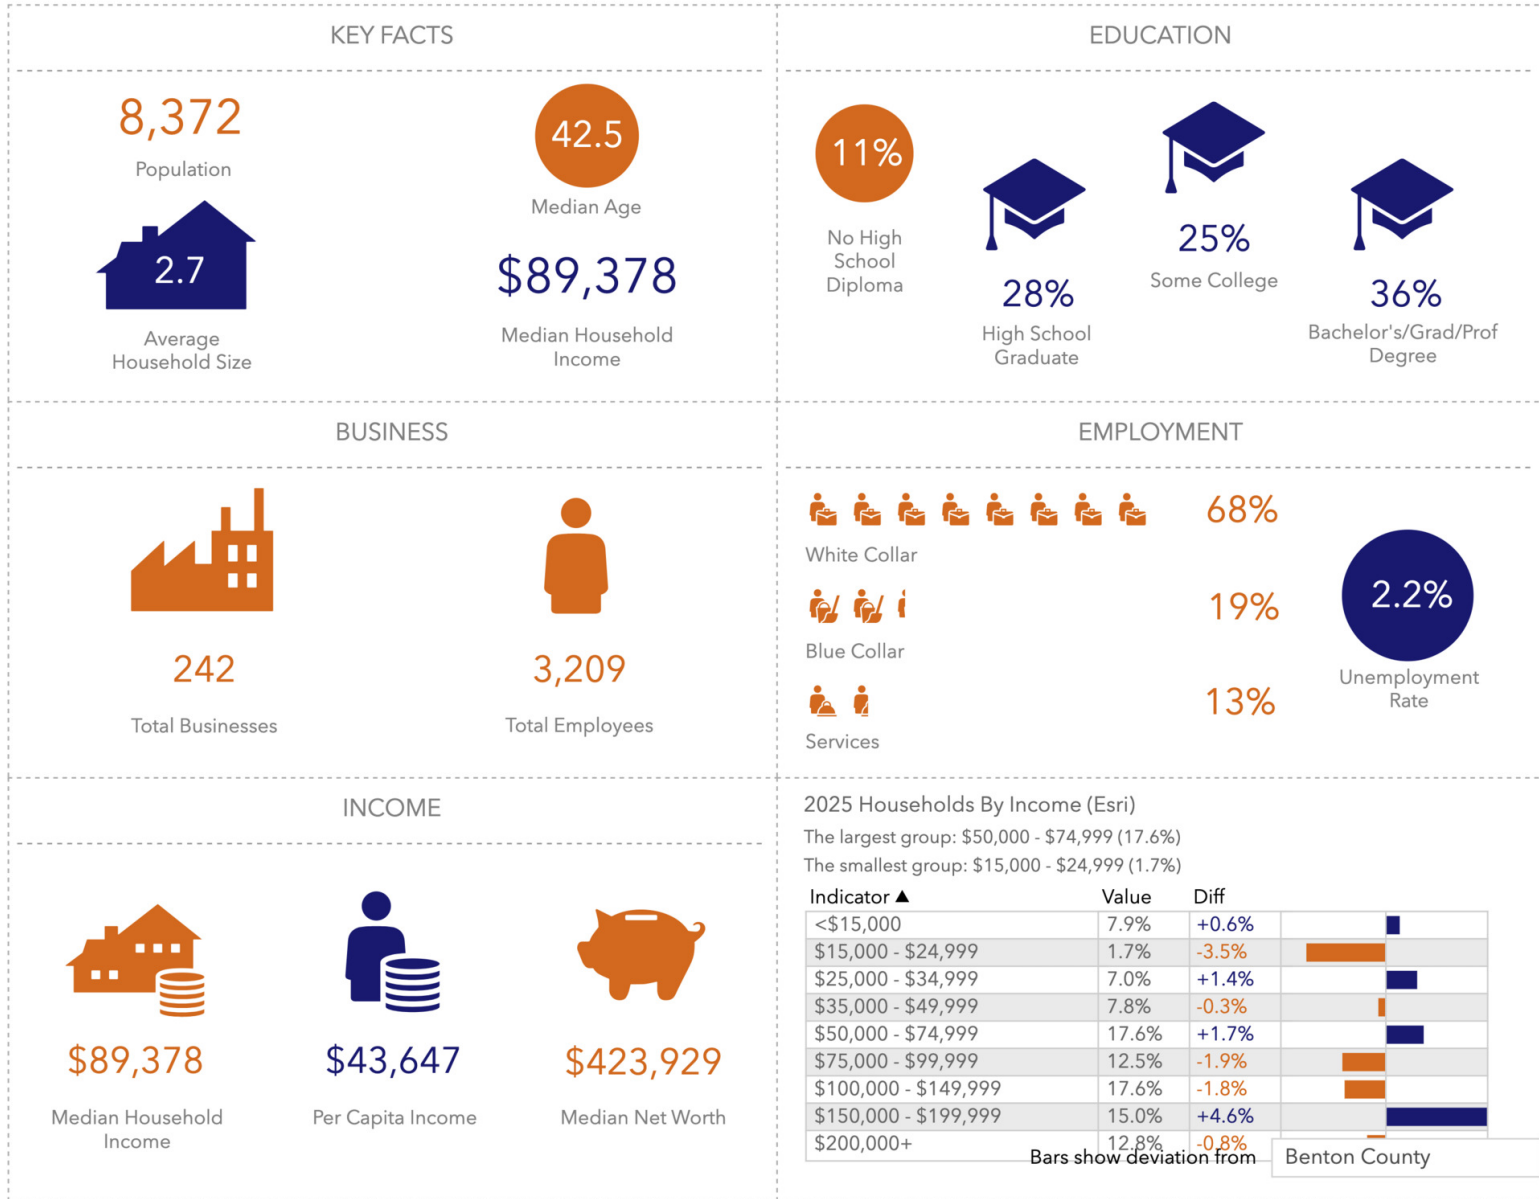 KEY FACTS
8,372
Population
42.5
Median Age
2.7
Average
Household Size
$89,378
Median Household
Income
EDUCATION
11%
No High
School
Diploma
28%
High School
Graduate
25%
Some College
36%
Bachelor's/Grad/Prof
Degree
BUSINESS
242
Total Businesses
3,209
Total Employees
EMPLOYMENT
68%
White Collar
19%
Blue Collar
13%
Services
2.2%
Unemployment
Rate
INCOME
$89,378
Median Household
Income
$43,647
Per Capita Income
$423,929
Median Net Worth
2025 Households By Income (Esri)
The largest group: $50,000 - $74,999 (17.6%)
The smallest group: $15,000 - $24,999 (1.7%)
Indicator ▲ Value Diff
<$15,000 7.9% +0.6%
$15,000 - $24,999 1.7% -3.5%
$25,000 - $34,999 7.0% +1.4%
$35,000 - $49,999 7.8% -0.3%
$50,000 - $74,999 17.6% +1.7%
$75,000 - $99,999 12.5% -1.9%
$100,000 - $149,999 17.6% -1.8%
$150,000 - $199,999 15.0% +4.6%
$200,000+ 12.8% -0.8%
Bars show deviation from Benton County